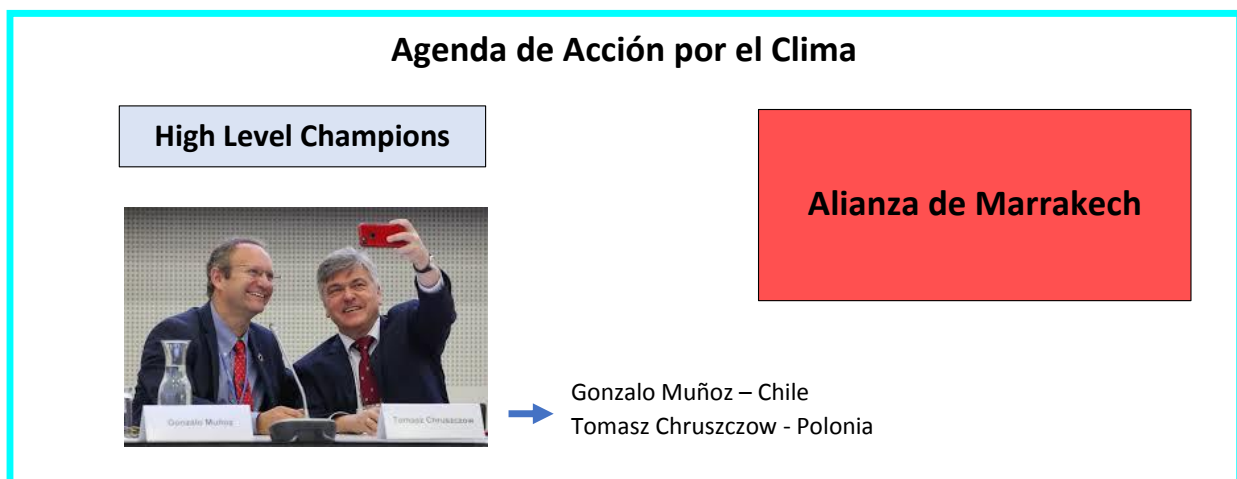 Agenda de Acción por el Clima
High Level Champions
Alianza de Marrakech
Gonzalo Muñoz
Tomasz Chruszczow
Gonzalo Muñoz – Chile
Tomasz Chruszczow - Polonia